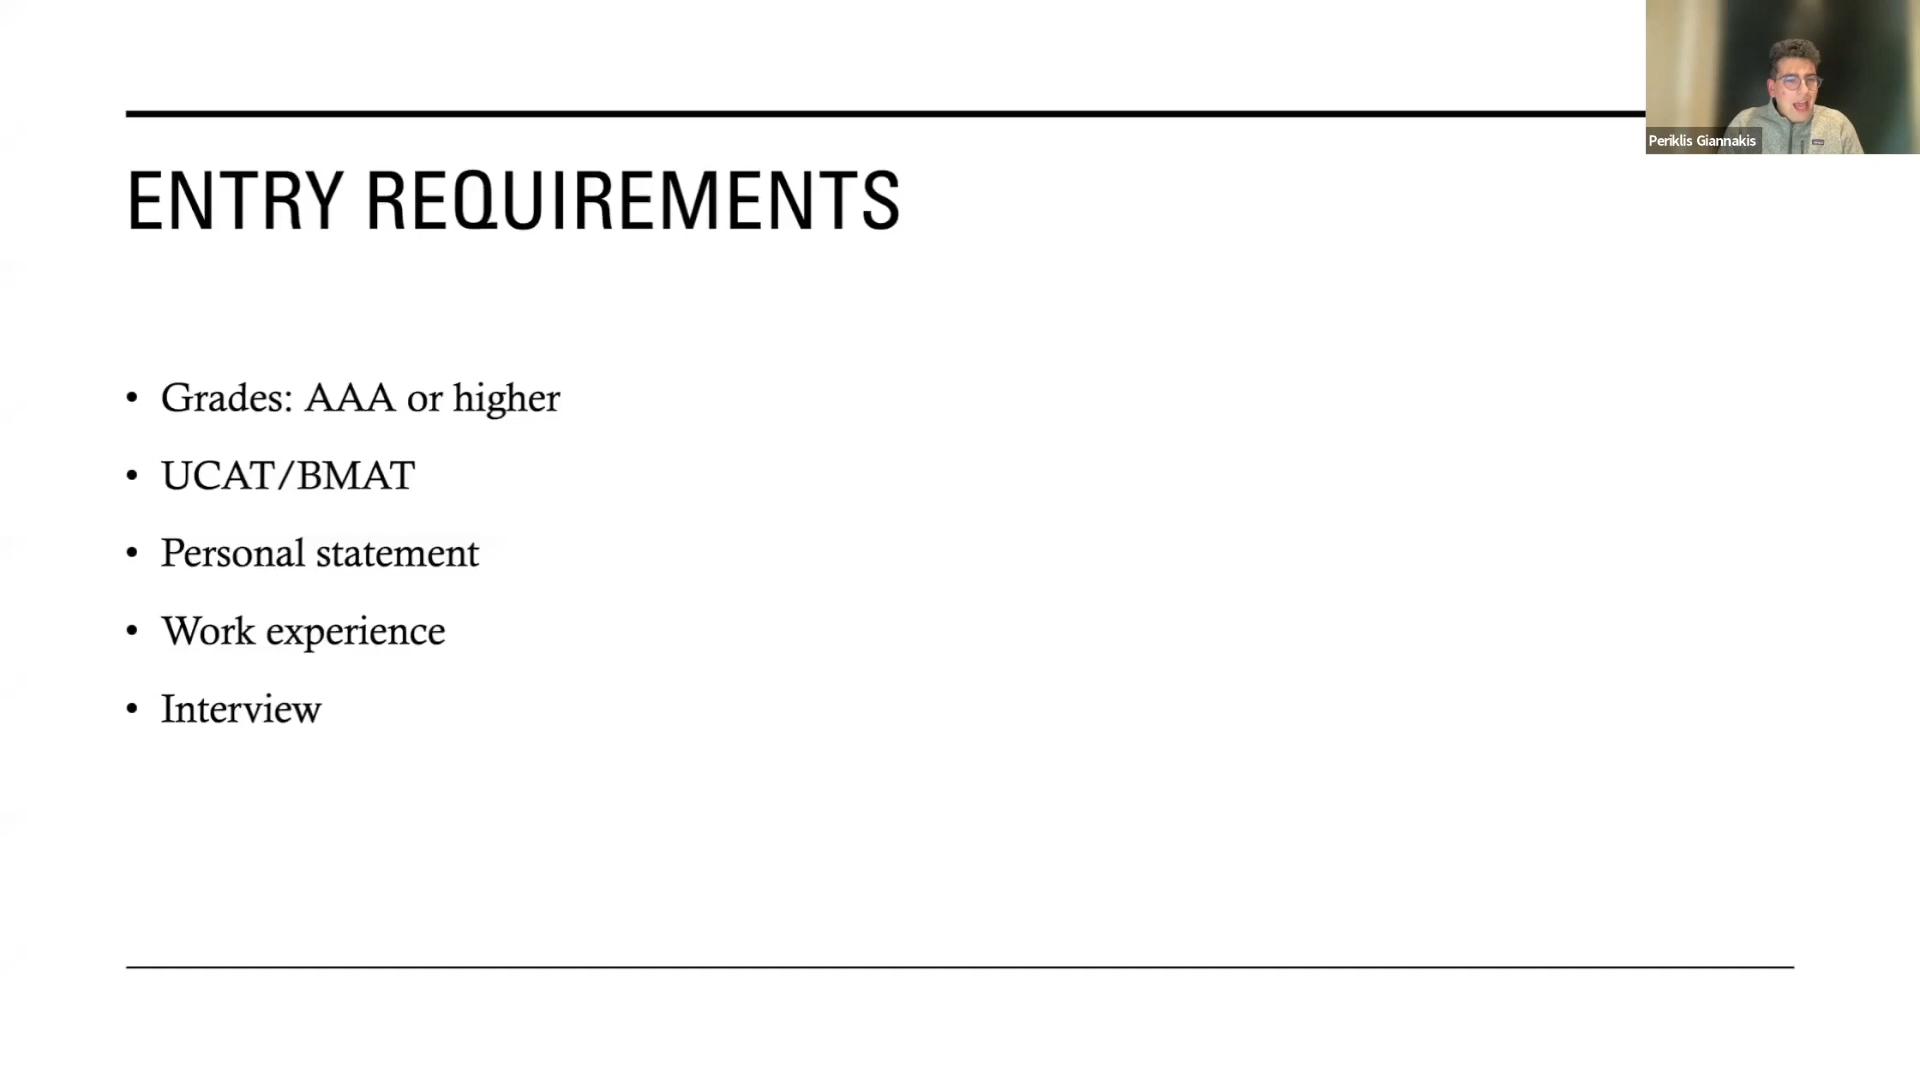 Periklis Giannakis
ENTRY REQUIREMENTS
• Grades: AAA or higher
• UCAT/BMAT
• Personal statement
• Work experience
• Interview